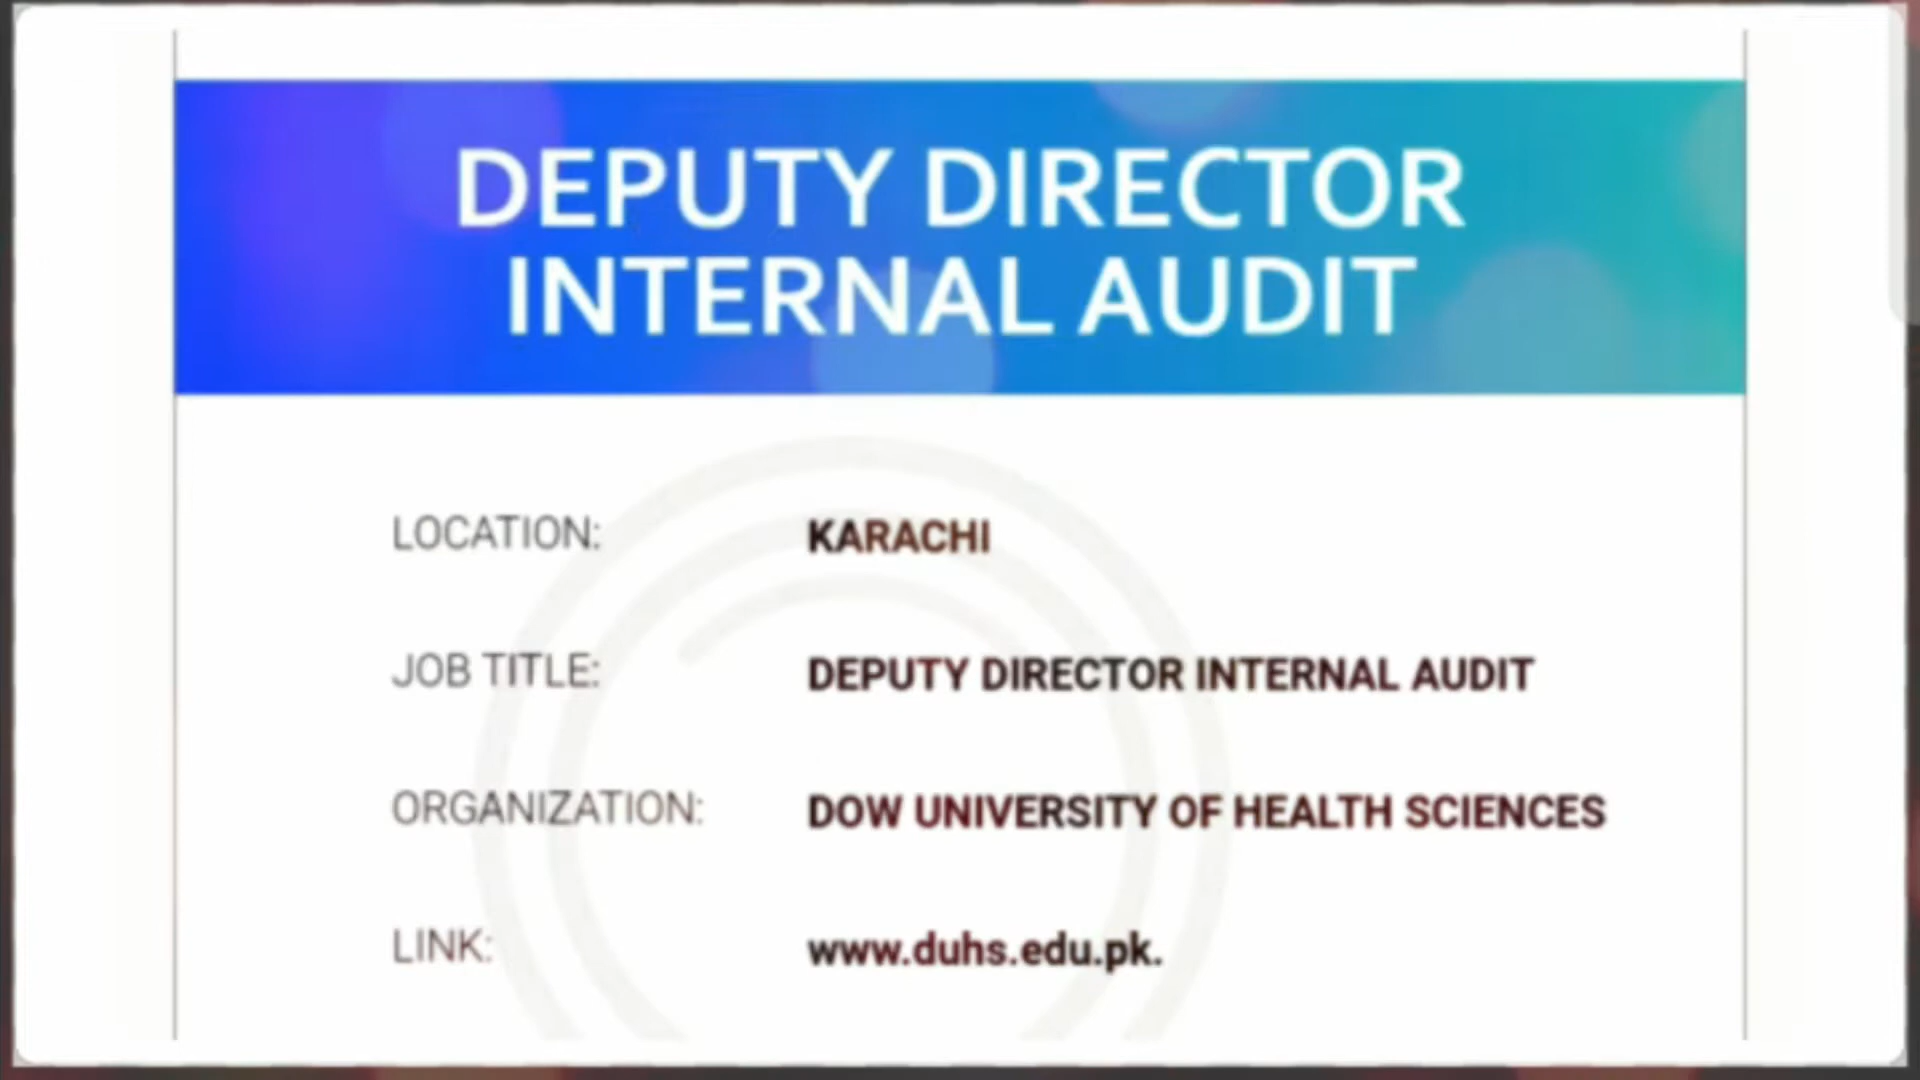 DEPUTY DIRECTOR
INTERNAL AUDIT
LOCATION: KARACHI
JOB TITLE: DEPUTY DIRECTOR INTERNAL AUDIT
ORGANIZATION: DOW UNIVERSITY OF HEALTH SCIENCES
LINK: www.duhs.edu.pk.